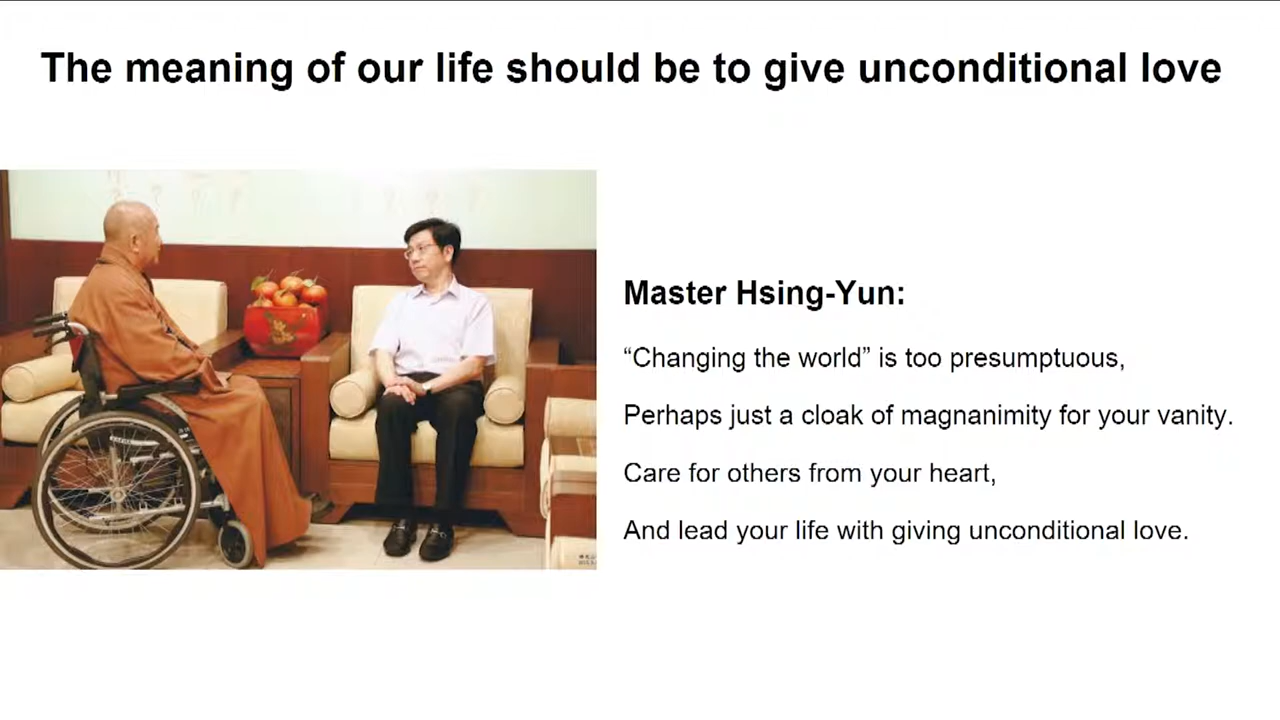 The meaning of our life should be to give unconditional love
Master Hsing-Yun:
“Changing the world” is too presumptuous,
Perhaps just a cloak of magnanimity for your vanity.
Care for others from your heart,
And lead your life with giving unconditional love.